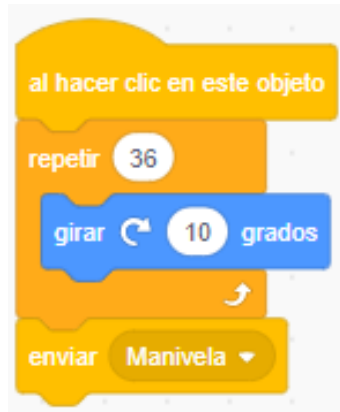 al hacer clic en este objeto
repetir 36
girar 10 grados
enviar Manivela